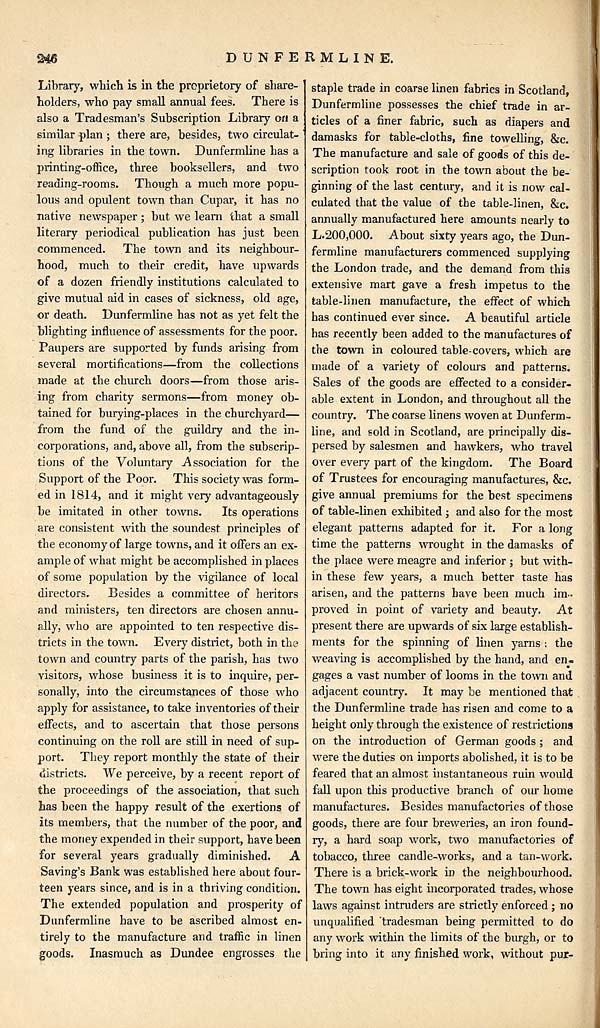 246
DUNFERMLINE.
Library, which is in the proprietory of share-
holders, who pay small annual fees. There is
also a Tradesman's Subscription Library on a
similar plan ; there are, besides, two circulat-
ing libraries in the town. Dunfermline has a
printing-office, three booksellers, and two
reading-rooms. Though a much more popu-
lous and opulent town than Cupar, it has no
native newspaper ; but we learn that a small
literary periodical publication has just been
commenced. The town and its neighbour-
hood, much to their credit, have upwards
of a dozen friendly institutions calculated to
give mutual aid in cases of sickness, old age,
or death. Dunfermline has not as yet felt the
blighting influence of assessments for the poor.
Paupers are supported by funds arising from
several mortifications—from the collections
made at the church doors—from those aris-
ing from charity sermons—from money ob-
tained for burying-places in the churchyard—
from the fund of the guildry and the in-
corporations, and, above all, from the subscrip-
tions of the Voluntary Association for the
Support of the Poor. This society was form-
ed in 1814, and it might very advantageously
be imitated in other towns. Its operations
are consistent with the soundest principles of
the economy of large towns, and it offers an ex-
ample of what might be accomplished in places
of some population by the vigilance of local
directors. Besides a committee of heritors
and ministers, ten directors are chosen annu-
ally, who are appointed to ten respective dis-
tricts in the town. Every district, both in the
town and country parts of the parish, has two
visitors, whose business it is to inquire, per-
sonally, into the circumstances of those who
apply for assistance, to take inventories of their
effects, and to ascertain that those persons
continuing on the roll are still in need of sup-
port. They report monthly the state of their
districts. We perceive, by a recent report of
the proceedings of the association, that such
has been the happy result of the exertions of
its members, that the number of the poor, and
the money expended in their support, have been
for several years gradually diminished. A
Saving's Bank was established here about four-
teen years since, and is in a thriving condition.
The extended population and prosperity of
Dunfermline have to be ascribed almost en-
tirely to the manufacture and traffic in linen
goods. Inasmuch as Dundee engrosses the
staple trade in coarse linen fabrics in Scotland,
Dunfermline possesses the chief trade in ar-
ticles of a finer fabric, such as diapers and
damasks for table-cloths, fine towelling, &c.
The manufacture and sale of goods of this de-
scription took root in the town about the be-
ginning of the last century, and it is now cal-
culated that the value of the table-linen, &c.
annually manufactured here amounts nearly to
L.200,000. About sixty years ago, the Dun-
fermline manufacturers commenced supplying
the London trade, and the demand from this
extensive mart gave a fresh impetus to the
table-linen manufacture, the effect of which
has continued ever since. A beautiful article
has recently been added to the manufactures of
the town in coloured table-covers, which are
made of a variety of colours and patterns.
Sales of the goods are effected to a consider-
able extent in London, and throughout all the
country. The coarse linens woven at Dunferm-
line, and sold in Scotland, are principally dis-
persed by salesmen and hawkers, who travel
over every part of the kingdom. The Board
of Trustees for encouraging manufactures, &c.
give annual premiums for the best specimens
of table-linen exhibited ; and also for the most
elegant patterns adapted for it. For a long
time the patterns wrought in the damasks of
the place were meagre and inferior ; but with-
in these few years, a much better taste has
arisen, and the patterns have been much im-
proved in point of variety and beauty. At
present there are upwards of six large establish-
ments for the spinning of linen yarns : the
weaving is accomplished by the hand, and en-
gages a vast number of looms in the town and
adjacent country. It may be mentioned that
the Dunfermline trade has risen and come to a
height only through the existence of restrictions
on the introduction of German goods ; and
were the duties on imports abolished, it is to be
feared that an almost instantaneous ruin would
fall upon this productive branch of our home
manufactures. Besides manufactories of those
goods, there are four breweries, an iron found-
ry, a hard soap work, two manufactories of
tobacco, three candle-works, and a tan-work.
There is a brick-work in the neighbourhood.
The town has eight incorporated trades, whose
laws against intruders are strictly enforced ; no
unqualified tradesman being permitted to do
any work within the limits of the burgh, or to
bring into it any finished work, without pur-